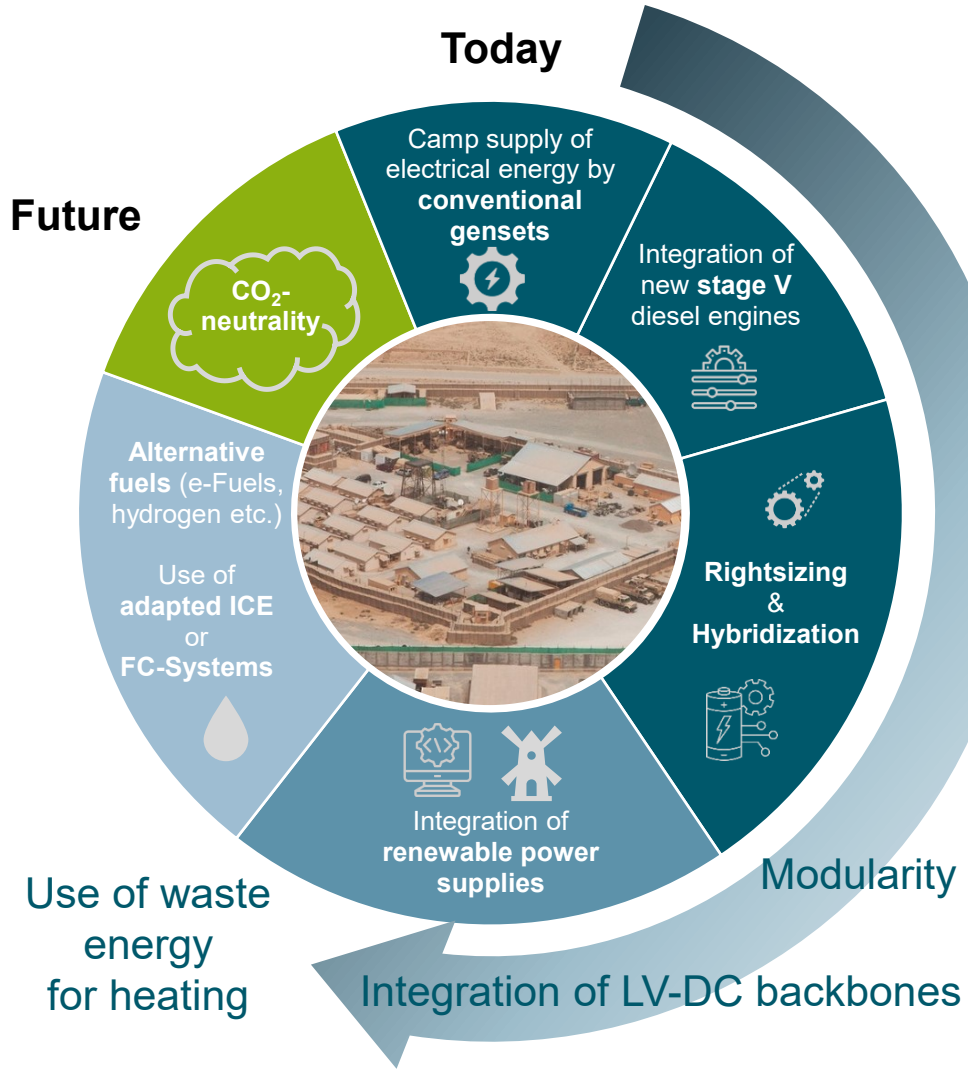 Today
Camp supply of
electrical energy by
conventional
gensets
Integration of
new stage V
diesel engines
Rightsizing
&
Hybridization
Integration of
renewable power
supplies
Alternative
fuels (e-Fuels,
hydrogen etc.)
Use of
adapted ICE
or
FC-Systems
Future
CO₂-
neutrality
Modularity
Integration of LV-DC backbones
Use of waste
energy
for heating